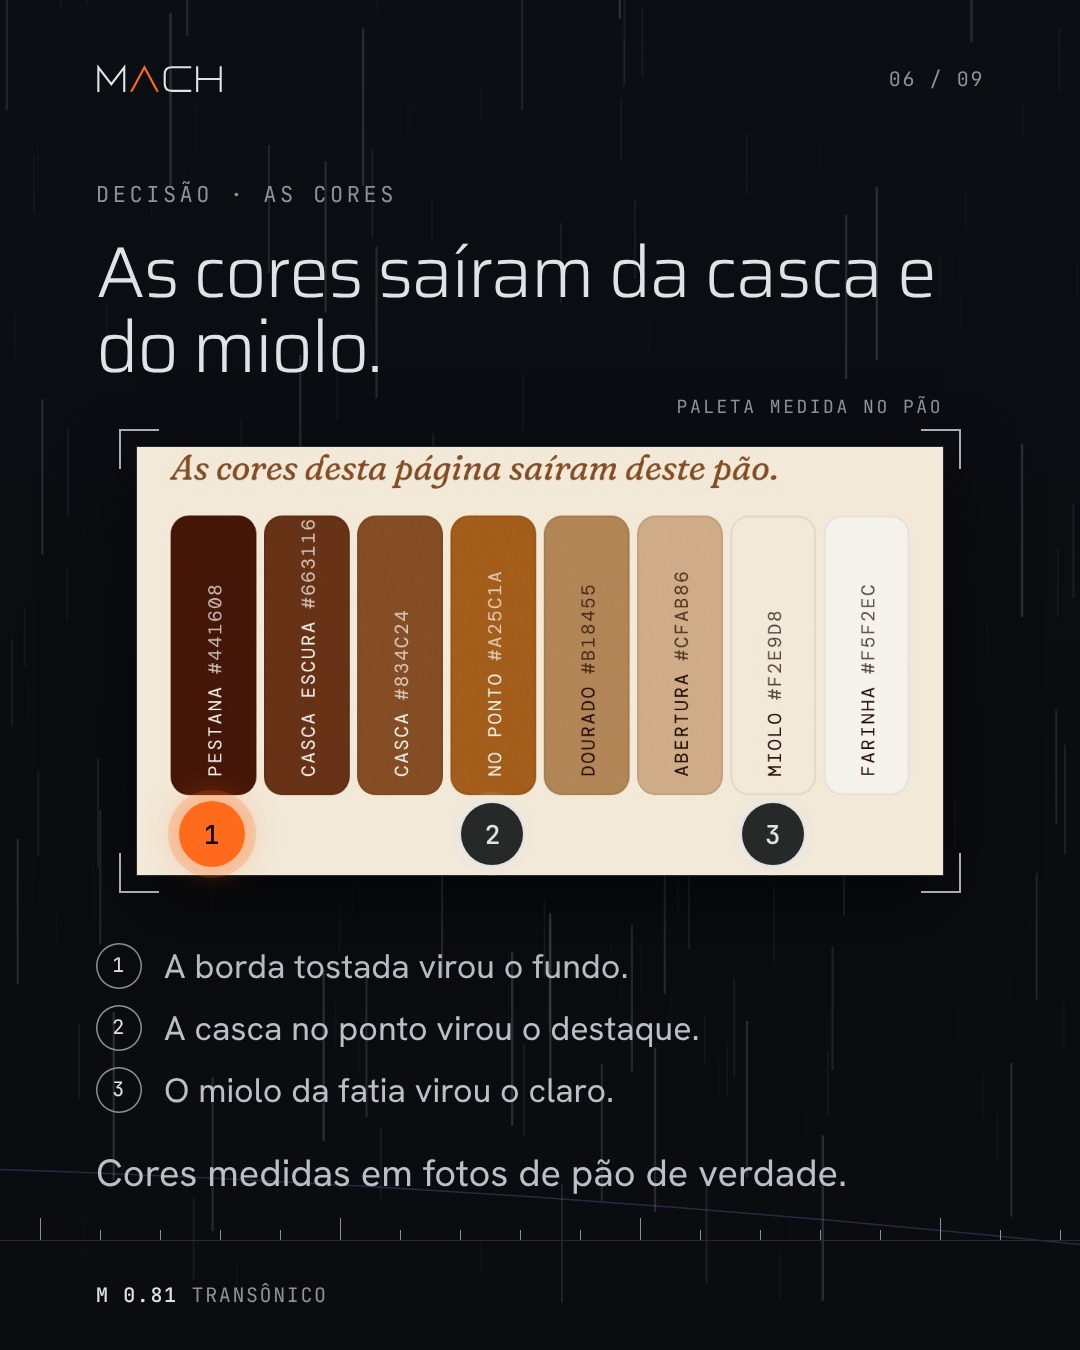 MACH
06 / 09
DECISÃO · AS CORES
As cores saíram da casca e
do miolo.
PALETA MEDIDA NO PÃO
As cores desta página saíram deste pão.
PESTANA #441608
CASCA ESCURA #663116
CASCA #834C24
NO PONTO #A25C1A
DOURADO #B18455
ABERTURA #CFAB86
MIOLO #F2E9D8
FARINHA #F5F2EC
1
2
3
1 A borda tostada virou o fundo.
2 A casca no ponto virou o destaque.
3 O miolo da fatia virou o claro.
Cores medidas em fotos de pão de verdade.
M 0.81 TRANSÔNICO